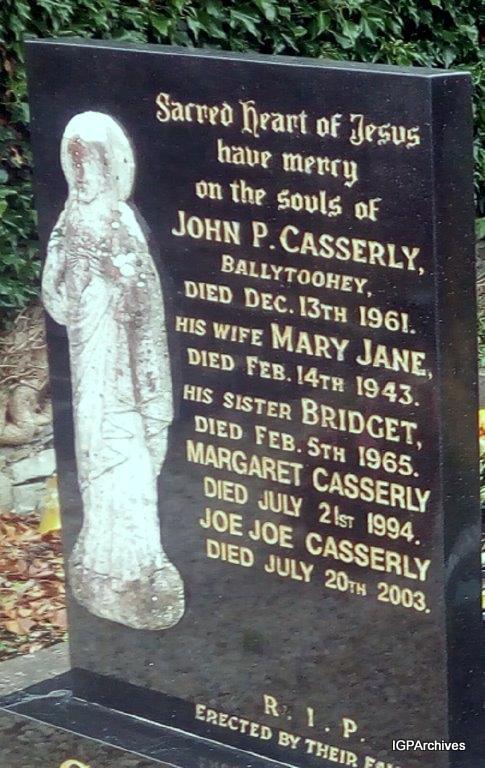 Sacred Heart of Jesus
have mercy
on the souls of
JOHN P. CASSERLY,
BALLYTOOHEY,
DIED DEC. 13TH 1961.
HIS WIFE MARY JANE,
DIED FEB. 14TH 1943.
HIS SISTER BRIDGET,
DIED FEB. 5TH 1965.
MARGARET CASSERLY
DIED JULY 21ST 1994.
JOE JOE CASSERLY
DIED JULY 20TH 2003.
R. I. P.
ERECTED BY THEIR
IGPArchives